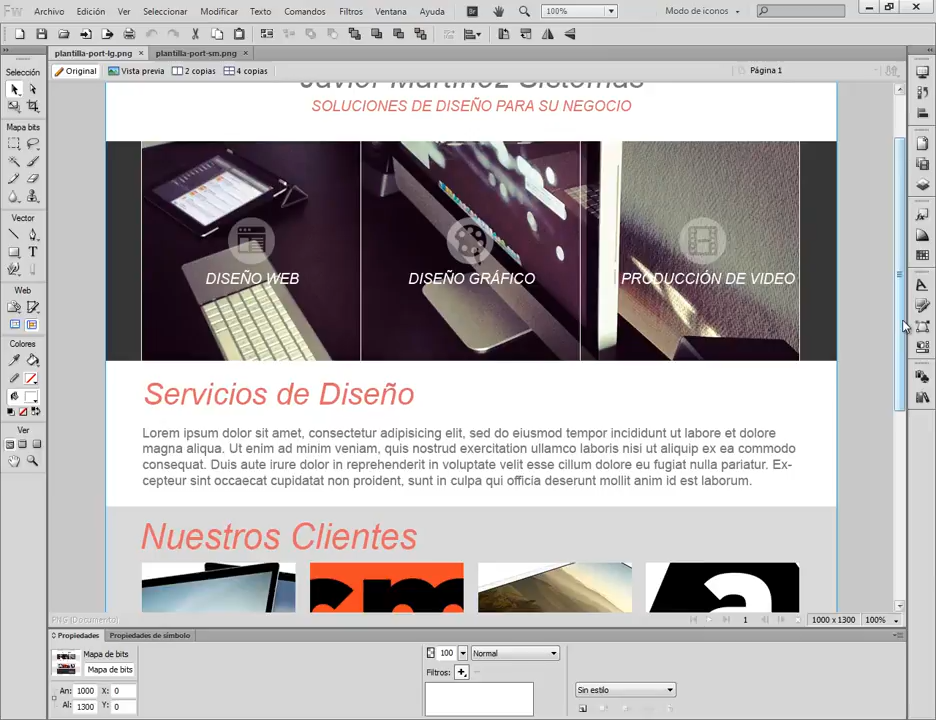 Fw Archivo Edición Ver Seleccionar Modificar Texto Comandos Filtros Ventana Ayuda Br 100% Modo de iconos
plantilla-port-lg.png plantilla-port-sm.png
Selección
Original Vista previa 2 copias 4 copias Página 1
Javier Martínez Sistemas
SOLUCIONES DE DISEÑO PARA SU NEGOCIO
Mapa bits
Vector
Web
Colores
Ver
DISEÑO WEB DISEÑO GRÁFICO PRODUCCIÓN DE VIDEO
Servicios de Diseño
Lorem ipsum dolor sit amet, consectetur adipisicing elit, sed do eiusmod tempor incididunt ut labore et dolore
magna aliqua. Ut enim ad minim veniam, quis nostrud exercitation ullamco laboris nisi ut aliquip ex ea commodo
consequat. Duis aute irure dolor in reprehenderit in voluptate velit esse cillum dolore eu fugiat nulla pariatur. Ex-
cepteur sint occaecat cupidatat non proident, sunt in culpa qui officia deserunt mollit anim id est laborum.
Nuestros Clientes
cm a
PNG (Documento) 1 1000 x 1300 100%
Propiedades Propiedades de símbolo
Mapa de bits
Mapa de bits
100 Normal
Filtros:
Sin estilo
An: 1000 X: 0
Al: 1300 Y: 0